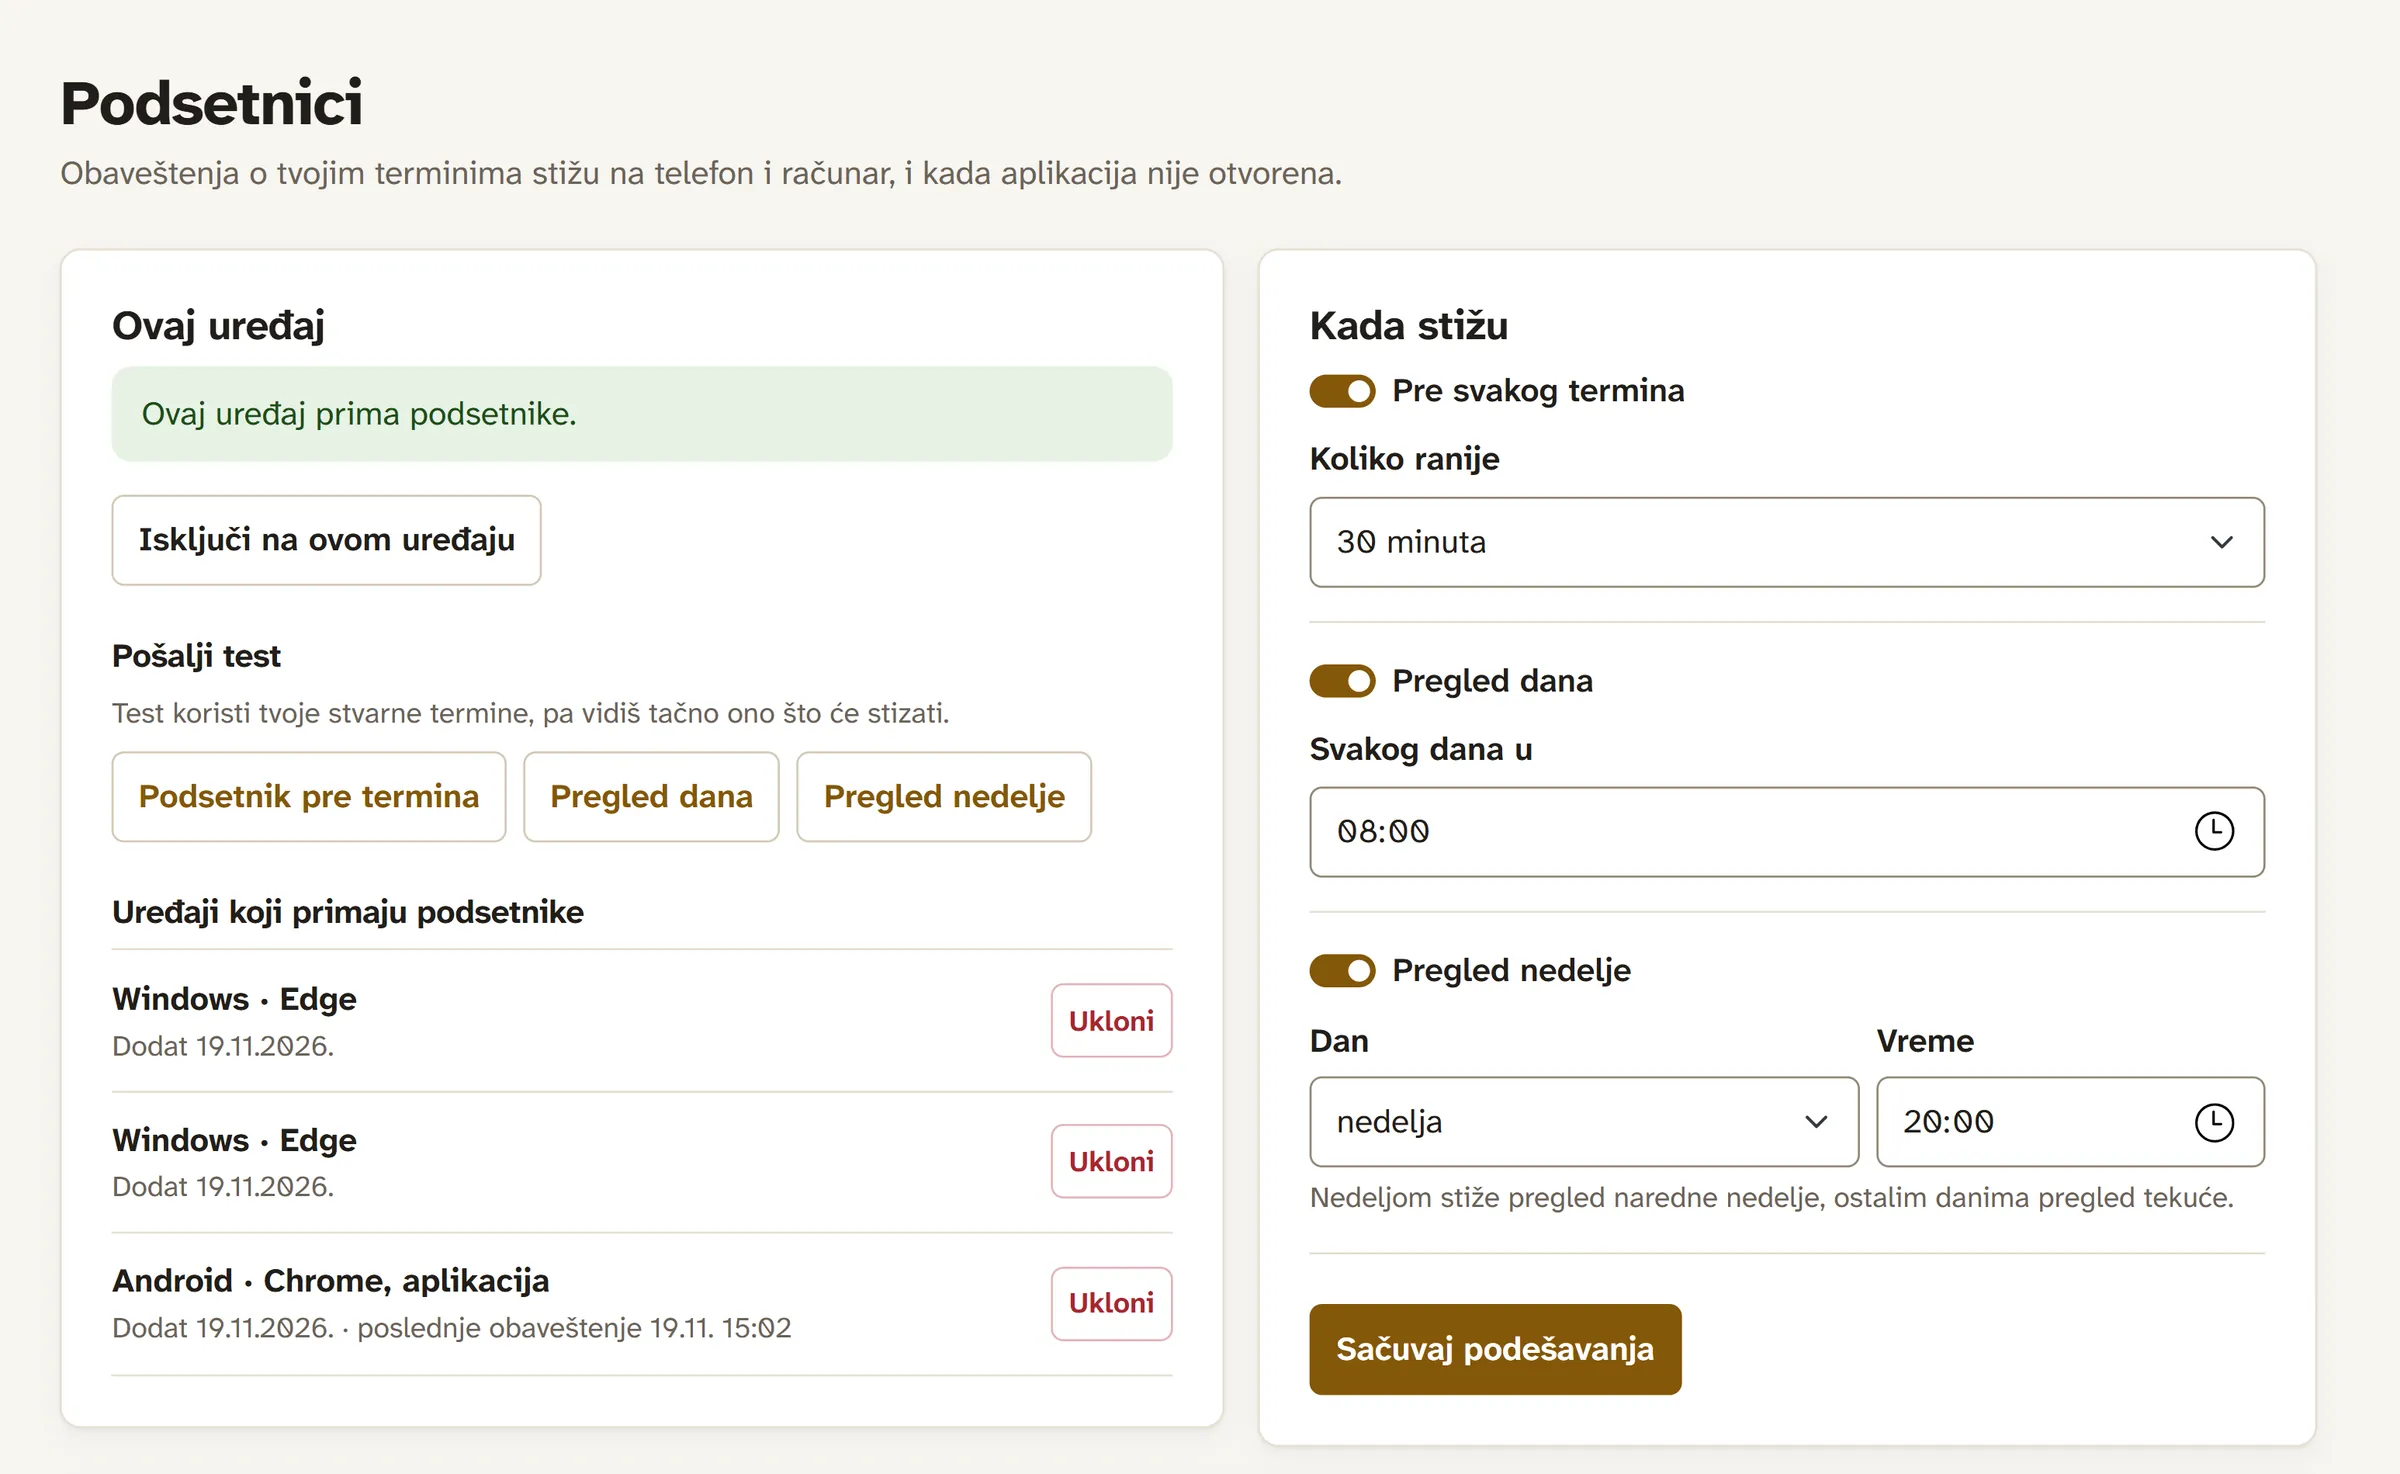 Podsetnici
Obaveštenja o tvojim terminima stižu na telefon i računar, i kada aplikacija nije otvorena.
Ovaj uređaj
Ovaj uređaj prima podsetnike.
Isključi na ovom uređaju
Pošalji test
Test koristi tvoje stvarne termine, pa vidiš tačno ono što će stizati.
Podsetnik pre termina
Pregled dana
Pregled nedelje
Uređaji koji primaju podsetnike
Windows · Edge
Dodat 19.11.2026.
Ukloni
Windows · Edge
Dodat 19.11.2026.
Ukloni
Android · Chrome, aplikacija
Dodat 19.11.2026. · poslednje obaveštenje 19.11. 15:02
Ukloni
Kada stižu
Pre svakog termina
Koliko ranije
30 minuta
Pregled dana
Svakog dana u
08:00
Pregled nedelje
Dan
nedelja
Vreme
20:00
Nedeljom stiže pregled naredne nedelje, ostalim danima pregled tekuće.
Sačuvaj podešavanja